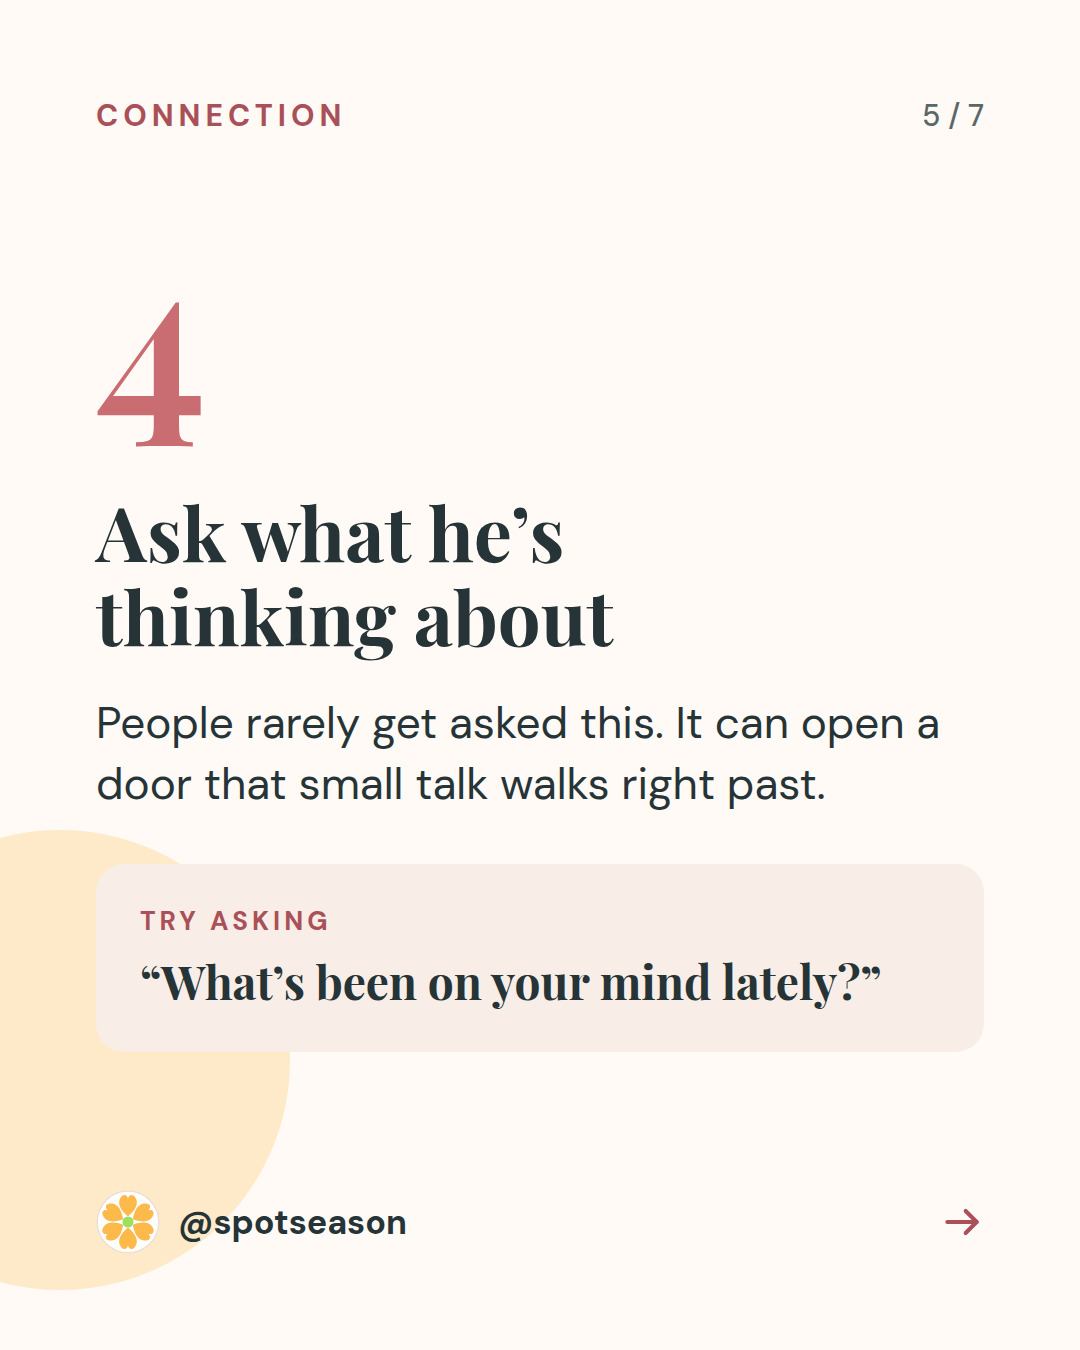 CONNECTION
5 / 7
4
Ask what he’s
thinking about
People rarely get asked this. It can open a
door that small talk walks right past.
TRY ASKING
“What’s been on your mind lately?”
@spotseason